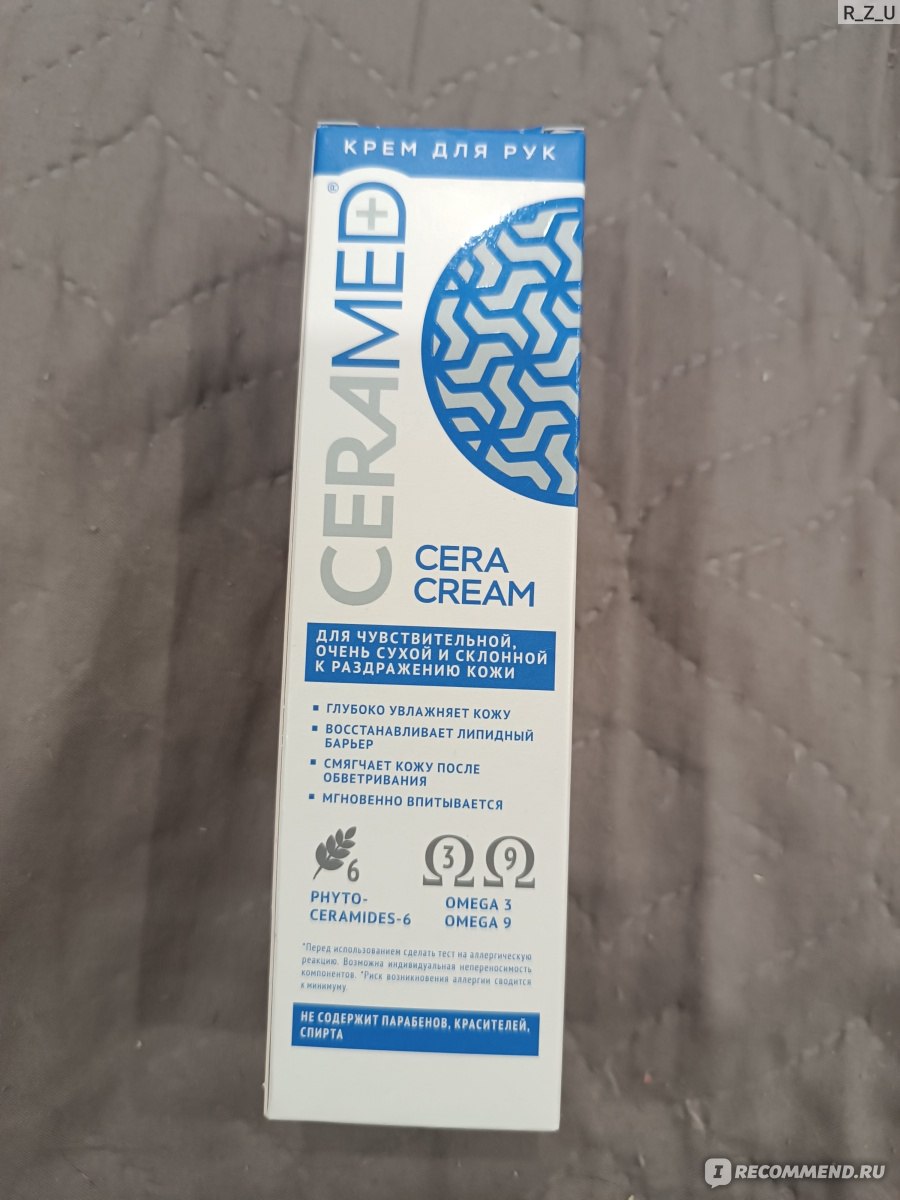 R_Z_U
КРЕМ ДЛЯ РУК
CERAMED+
®
CERA
CREAM
ДЛЯ ЧУВСТВИТЕЛЬНОЙ,
ОЧЕНЬ СУХОЙ И СКЛОННОЙ
К РАЗДРАЖЕНИЮ КОЖИ
▪ ГЛУБОКО УВЛАЖНЯЕТ КОЖУ
▪ ВОССТАНАВЛИВАЕТ ЛИПИДНЫЙ
БАРЬЕР
▪ СМЯГЧАЕТ КОЖУ ПОСЛЕ
ОБВЕТРИВАНИЯ
▪ МГНОВЕННО ВПИТЫВАЕТСЯ
6
PHYTO-
CERAMIDES-6
3 9
OMEGA 3
OMEGA 9
*Перед использованием сделать тест на аллергическую
реакцию. Возможна индивидуальная непереносимость
компонентов. *Риск возникновения аллергии сводится
к минимуму.
НЕ СОДЕРЖИТ ПАРАБЕНОВ, КРАСИТЕЛЕЙ,
СПИРТА
IRECOMMEND.RU